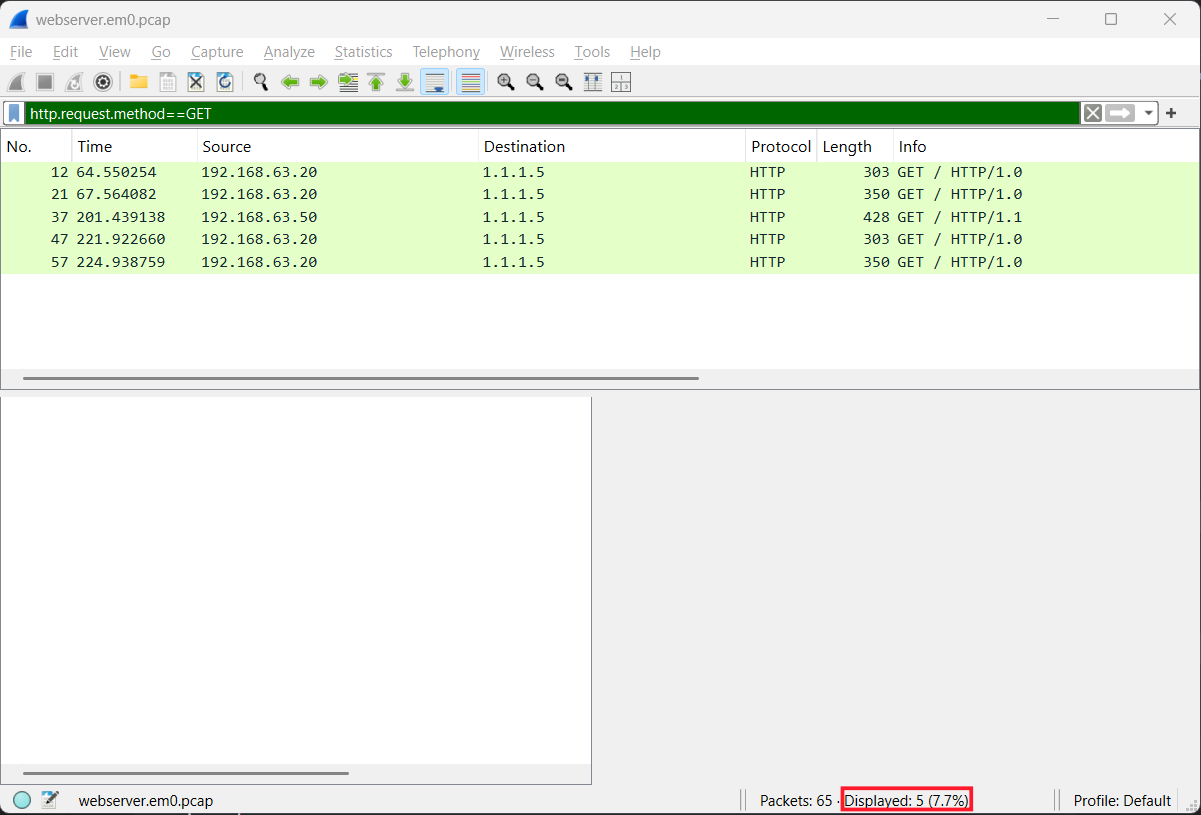 webserver.em0.pcap
File Edit View Go Capture Analyze Statistics Telephony Wireless Tools Help
http.request.method==GET
No. Time Source Destination Protocol Length Info
12 64.550254 192.168.63.20 1.1.1.5 HTTP 303 GET / HTTP/1.0
21 67.564082 192.168.63.20 1.1.1.5 HTTP 350 GET / HTTP/1.0
37 201.439138 192.168.63.50 1.1.1.5 HTTP 428 GET / HTTP/1.1
47 221.922660 192.168.63.20 1.1.1.5 HTTP 303 GET / HTTP/1.0
57 224.938759 192.168.63.20 1.1.1.5 HTTP 350 GET / HTTP/1.0
webserver.em0.pcap Packets: 65 · Displayed: 5 (7.7%) Profile: Default